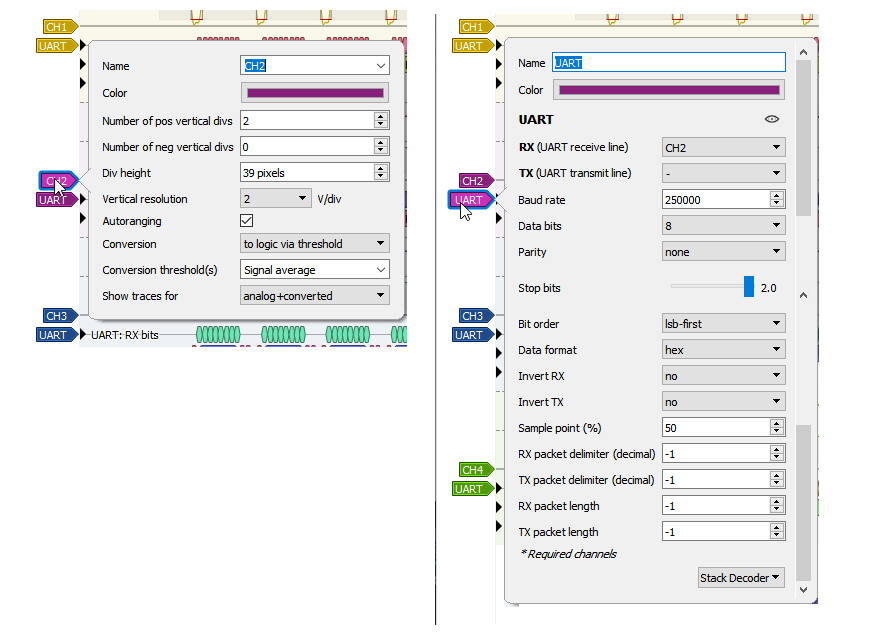 CH1
UART
Name CH2
Color
Number of pos vertical divs 2
Number of neg vertical divs 0
Div height 39 pixels
CH2
UART
Vertical resolution 2 V/div
Autoranging
Conversion to logic via threshold
Conversion threshold(s) Signal average
Show traces for analog+converted
CH3
UART UART: RX bits
CH1
UART
Name UART
Color
UART
RX (UART receive line) CH2
TX (UART transmit line) -
CH2
UART
Baud rate 250000
Data bits 8
Parity none
Stop bits 2.0
CH3
UART
Bit order lsb-first
Data format hex
Invert RX no
Invert TX no
Sample point (%) 50
RX packet delimiter (decimal) -1
CH4
UART
TX packet delimiter (decimal) -1
RX packet length -1
TX packet length -1
* Required channels
Stack Decoder